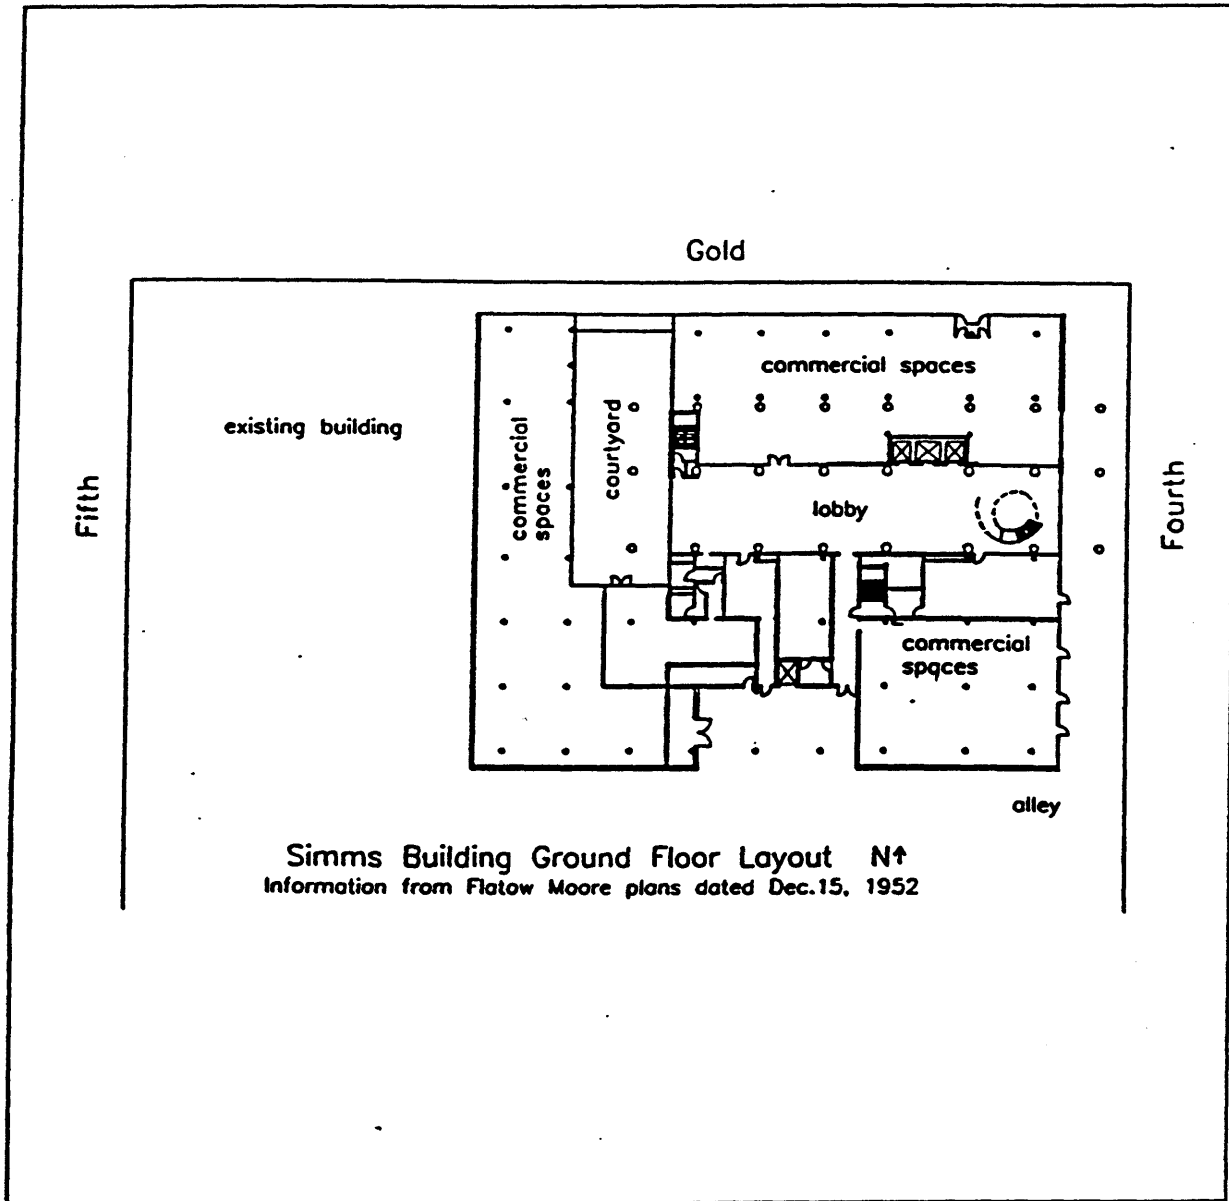 Gold
commercial spaces
existing building
courtyard
commercial
spaces
Fifth
lobby
Fourth
commercial
spaces
alley
Simms Building Ground Floor Layout N↑
Information from Flatow Moore plans dated Dec.15, 1952